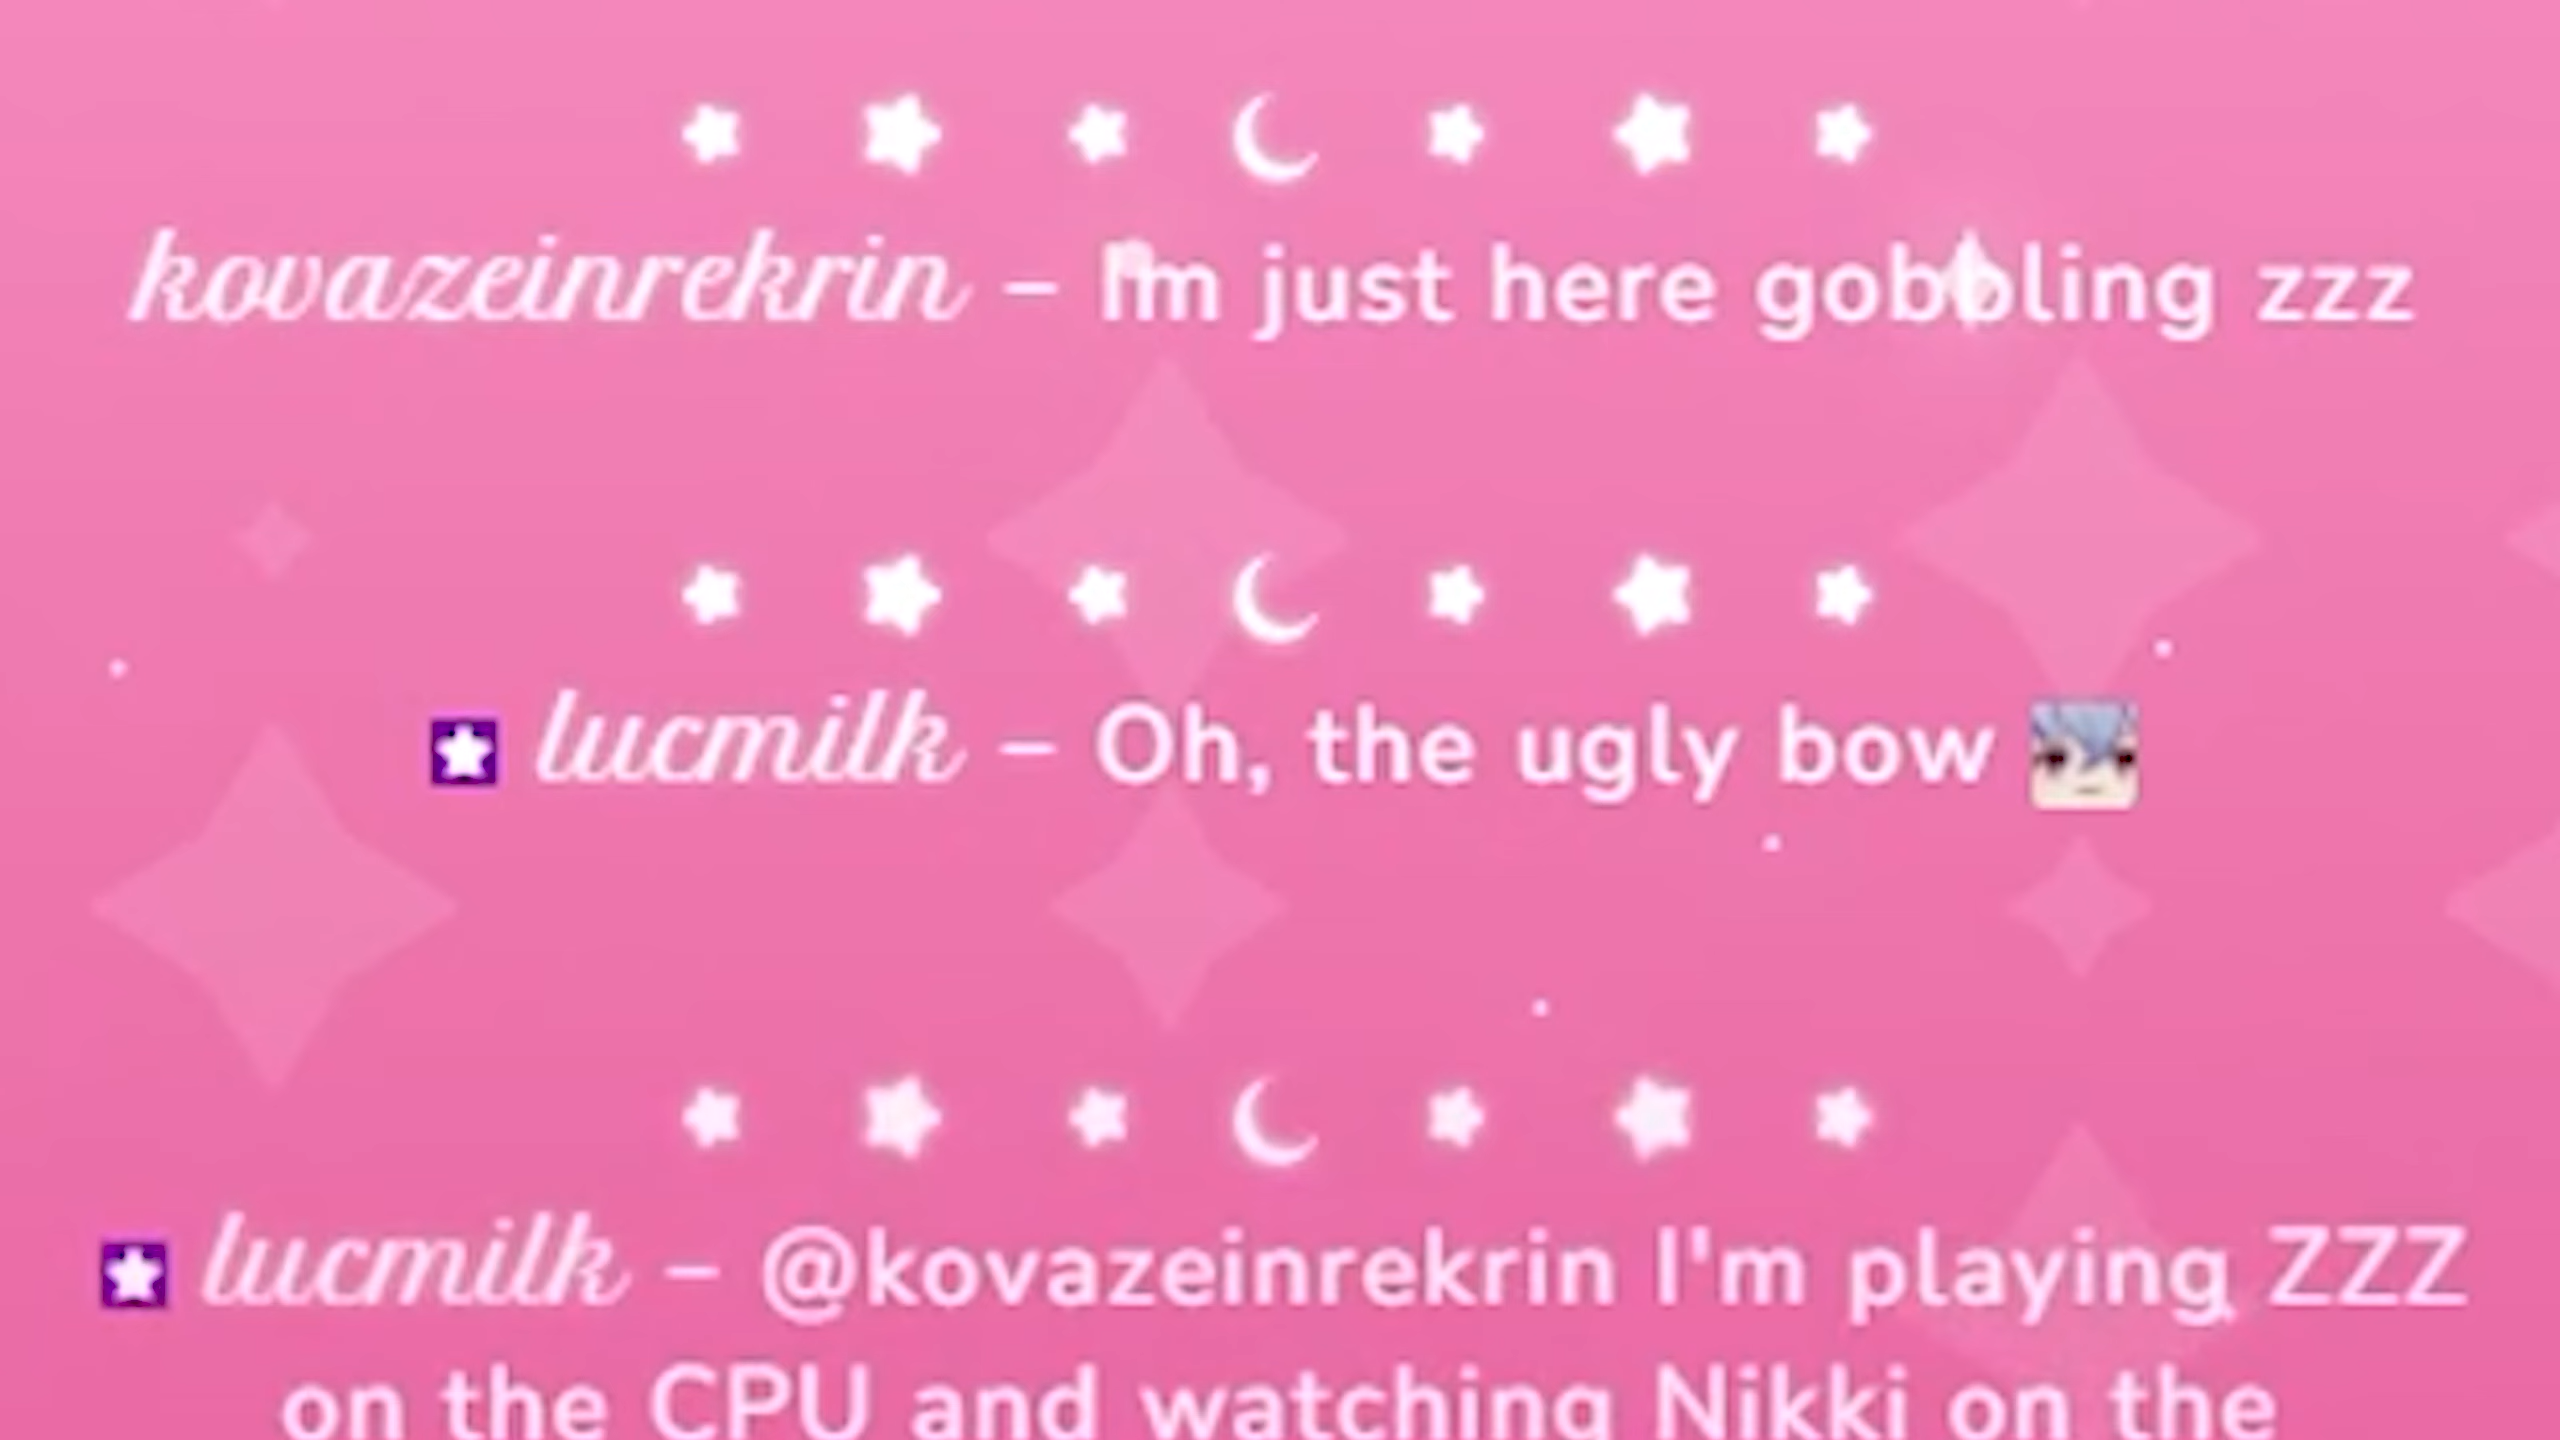 kovazeinrekrin – I'm just here gobbling zzz
lucmilk – Oh, the ugly bow
lucmilk – @kovazeinrekrin I'm playing ZZZ
on the CPU and watching Nikki on the